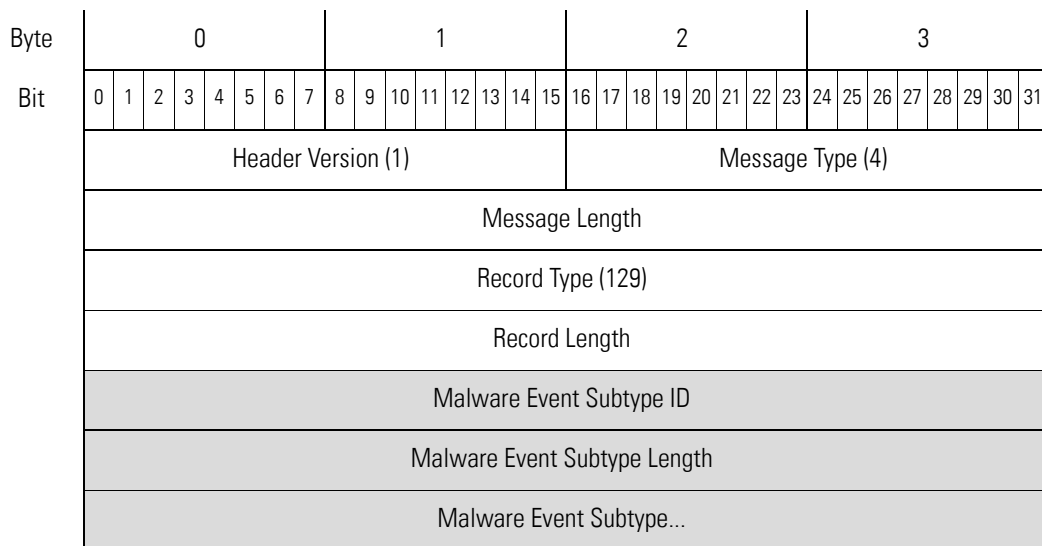 Byte 0 1 2 3
Bit 0 1 2 3 4 5 6 7 8 9 10 11 12 13 14 15 16 17 18 19 20 21 22 23 24 25 26 27 28 29 30 31
Header Version (1) Message Type (4)
Message Length
Record Type (129)
Record Length
Malware Event Subtype ID
Malware Event Subtype Length
Malware Event Subtype...